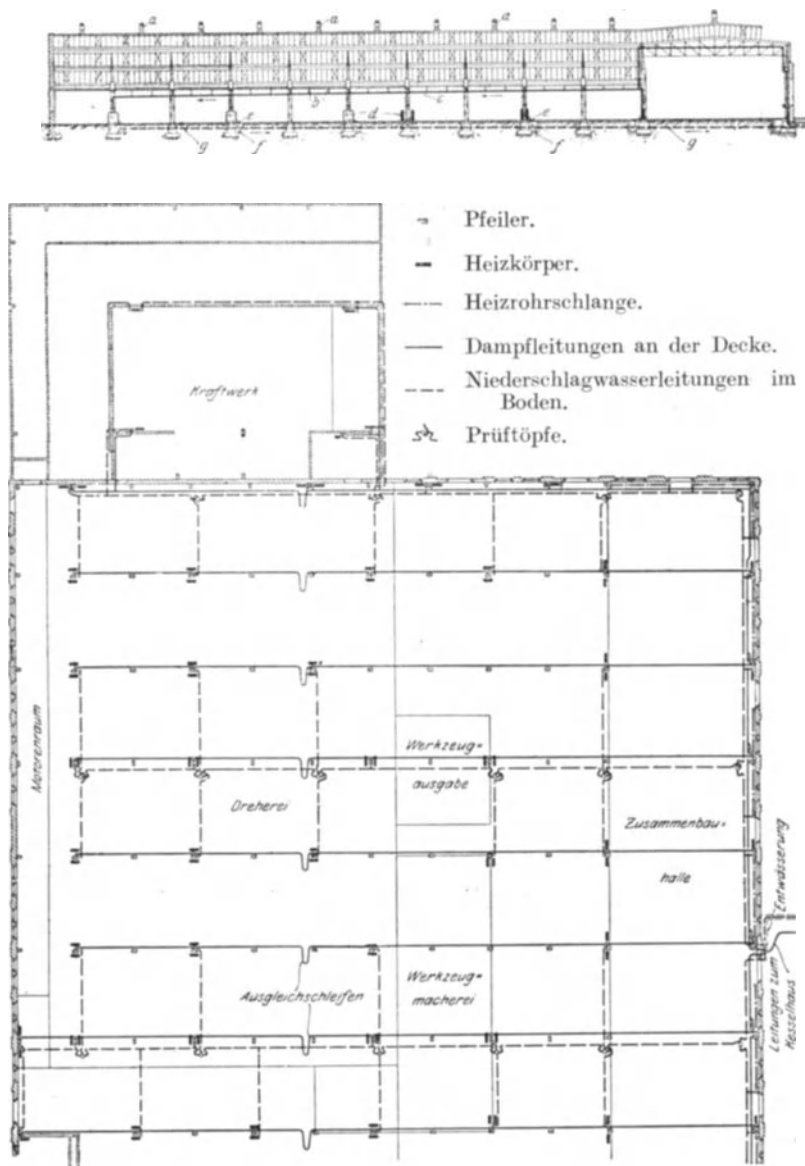 a a a
b c
d e e
g f f g
Pfeiler.
Heizkörper.
Heizrohrschlange.
Dampfleitungen an der Decke.
Niederschlagwasserleitungen im
Boden.
Prüftöpfe.
Kraftwerk
Motorenraum
Werkzeug=
ausgabe
Dreherei
Zusammenbau=
halle
Entwässerung
Leitungen zum
Kesselhaus
Ausgleichschleifen
Werkzeug=
macherei